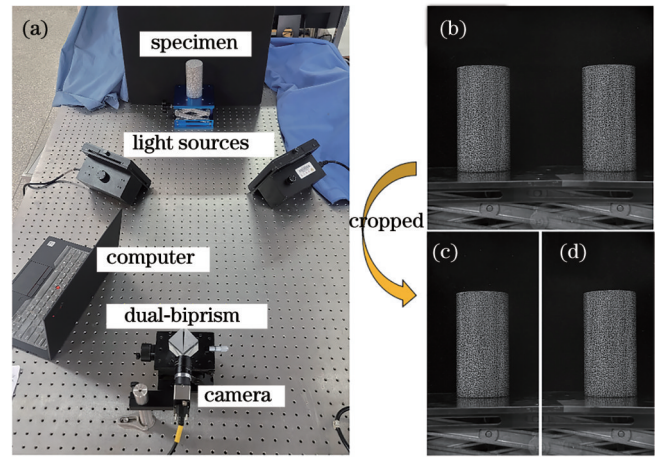 (a)
specimen
light sources
computer
dual-biprism
camera
(b)
cropped
(c)
(d)